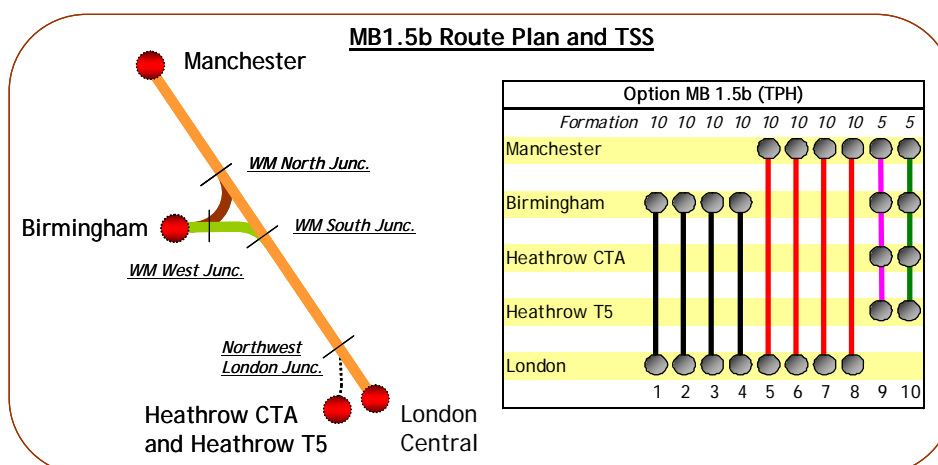 MB1.5b Route Plan and TSS
Manchester
WM North Junc.
Birmingham
WM South Junc.
WM West Junc.
Northwest
London Junc.
Heathrow CTA
and Heathrow T5
London
Central
Option MB 1.5b (TPH)
Formation 10 10 10 10 10 10 10 10 5 5
Manchester
Birmingham
Heathrow CTA
Heathrow T5
London
1 2 3 4 5 6 7 8 9 10